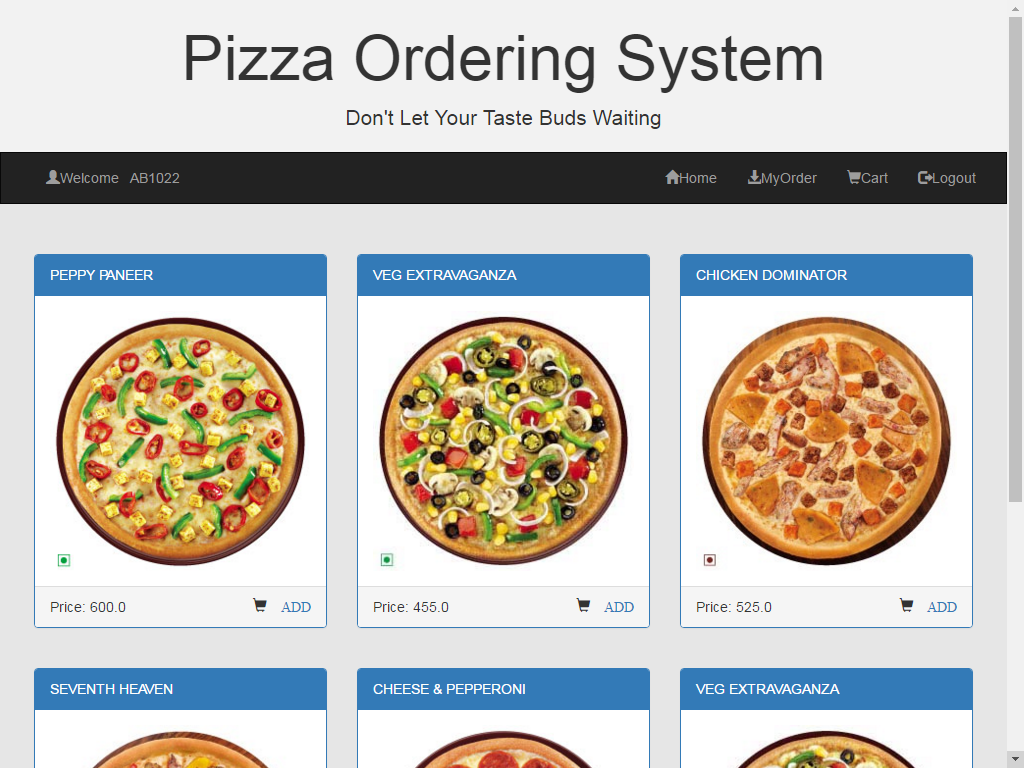 Pizza Ordering System
Don't Let Your Taste Buds Waiting
Welcome AB1022 Home MyOrder Cart Logout
PEPPY PANEER VEG EXTRAVAGANZA CHICKEN DOMINATOR
Price: 600.0 ADD Price: 455.0 ADD Price: 525.0 ADD
SEVENTH HEAVEN CHEESE & PEPPERONI VEG EXTRAVAGANZA